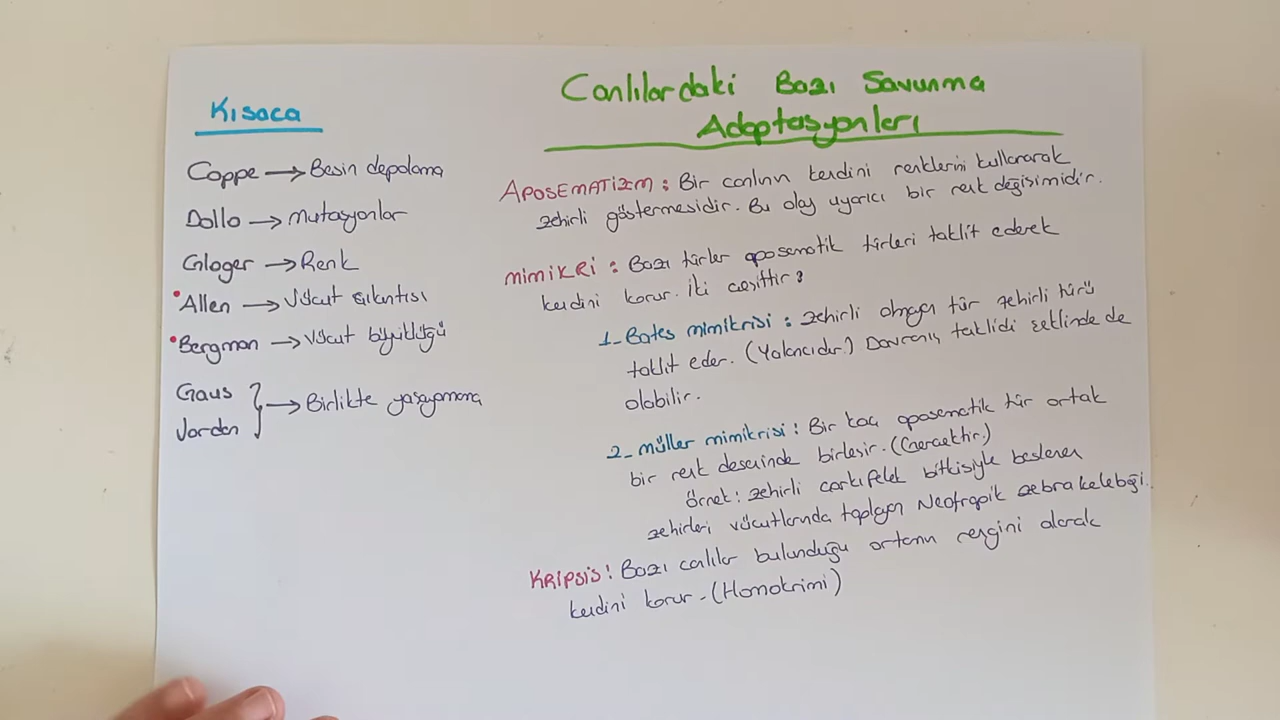 Kısaca
Coppe → Besin depolama
Dollo → Mutasyonlar
Gloger → Renk
Allen → Vücut çıkıntısı
Bergman → Vücut büyüklüğü
Gaus
Jordan } → Birlikte yaşayamama
Canlılardaki Bazı Savunma
Adaptasyonları
APOSEMATİZM : Bir canlının kendini renklerini kullanarak
zehirli göstermesidir. Bu olay uyarıcı bir renk değişimidir.
MİMİKRİ : Bazı türler aposematik türleri taklit ederek
kendini korur. İki çeşittir :
1_ Bates mimikrisi : Zehirli olmayan tür zehirli türü
taklit eder. (Yalancıdır.) Davranış taklidi şeklinde de
olabilir.
2_ Müller mimikrisi : Bir kaç aposematik tür ortak
bir renk deseninde birleşir. (Gerçektir.)
Örnek : Zehirli çarkıfelek bitkisiyle beslenen
zehirleri vücutlarında toplayan Neotropik zebra kelebeği.
KRİPSİS : Bazı canlılar bulunduğu ortamın rengini alarak
kendini korur. (Homokrimi)